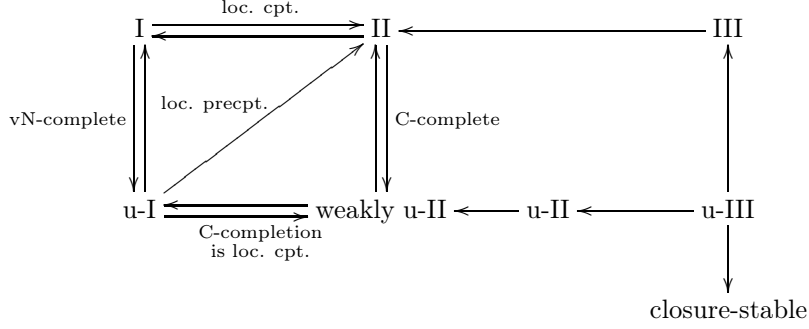 loc. cpt.
I II III
loc. precpt.
vN-complete C-complete
u-I weakly u-II u-II u-III
C-completion
is loc. cpt.
closure-stable